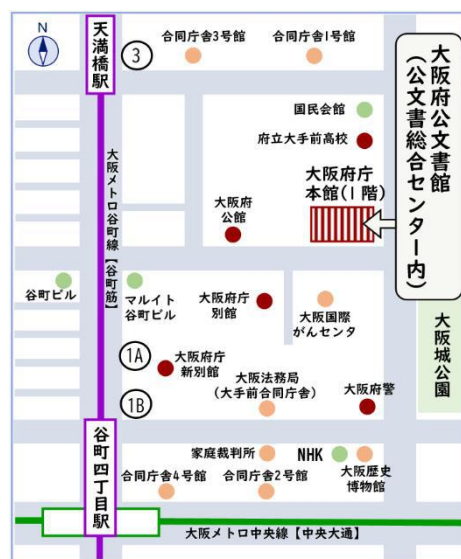 N
天満橋駅
3
合同庁舎3号館
合同庁舎1号館
大阪府公文書館
（公文書総合センター内）
国民会館
府立大手前高校
大阪府庁
本館(1階)
大阪府
公館
大阪メトロ谷町線【谷町筋】
谷町ビル
マルイト
谷町ビル
大阪府庁
別館
大阪国際
がんセンタ
大阪城公園
1A
大阪府庁
新別館
1B
大阪法務局
(大手前合同庁舎)
大阪府警
谷町四丁目駅
家庭裁判所
NHK
大阪歴史
博物館
合同庁舎4号館
合同庁舎2号館
大阪メトロ中央線【中央大通】